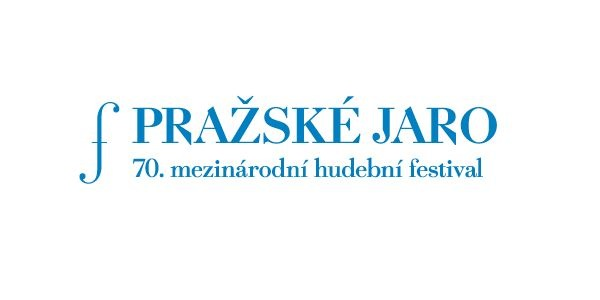 PRAŽSKÉ JARO
70. mezinárodní hudební festival